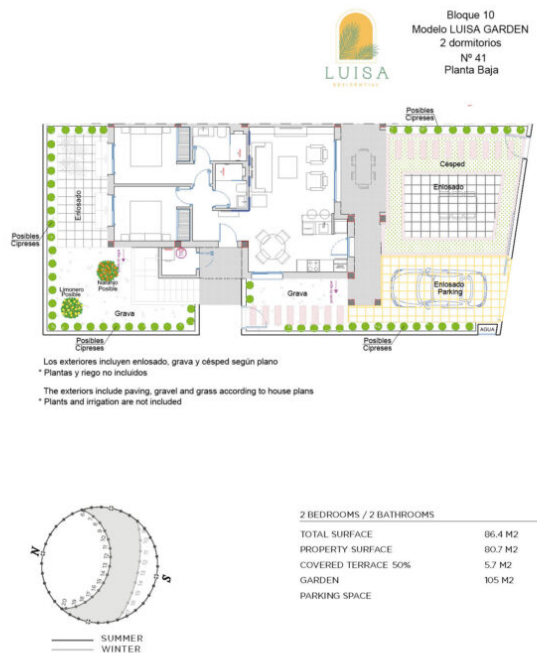 LUISA
RESIDENTIAL
Bloque 10
Modelo LUISA GARDEN
2 dormitorios
Nº 41
Planta Baja
Posibles
Cipreses
Césped
Enlosado
Enlosado
Posibles
Cipreses
Naranjo
Posible
Limonero
Posible
Grava
Grava
Enlosado
Parking
AGUA
Posibles
Cipreses
Posibles
Cipreses
Los exteriores incluyen enlosado, grava y césped según plano
* Plantas y riego no incluidos
The exteriors include paving, gravel and grass according to house plans
* Plants and irrigation are not included
N
S
SUMMER
WINTER
2 BEDROOMS / 2 BATHROOMS
TOTAL SURFACE 86.4 M2
PROPERTY SURFACE 80.7 M2
COVERED TERRACE 50% 5.7 M2
GARDEN 105 M2
PARKING SPACE